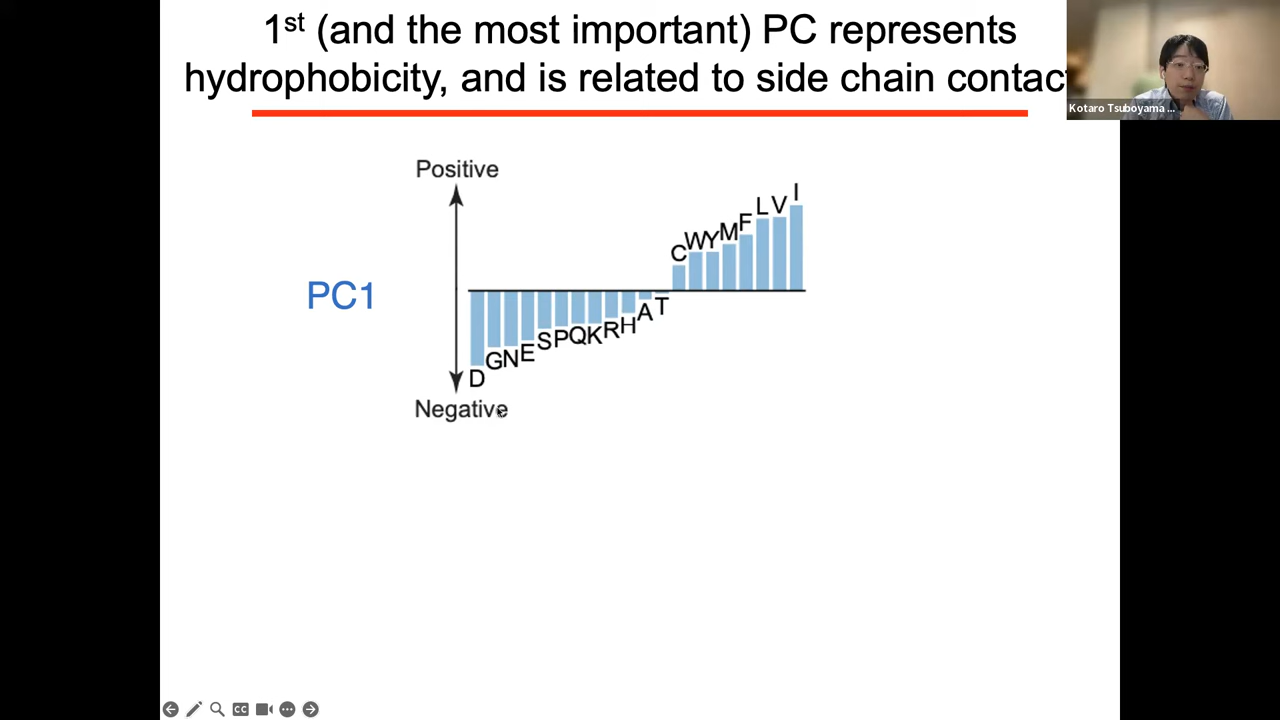 1st (and the most important) PC represents
hydrophobicity, and is related to side chain contact
Kotaro Tsuboyama ...
Positive
PC1
Negative
D G N E S P Q K R H A T C W Y M F L V I
CC